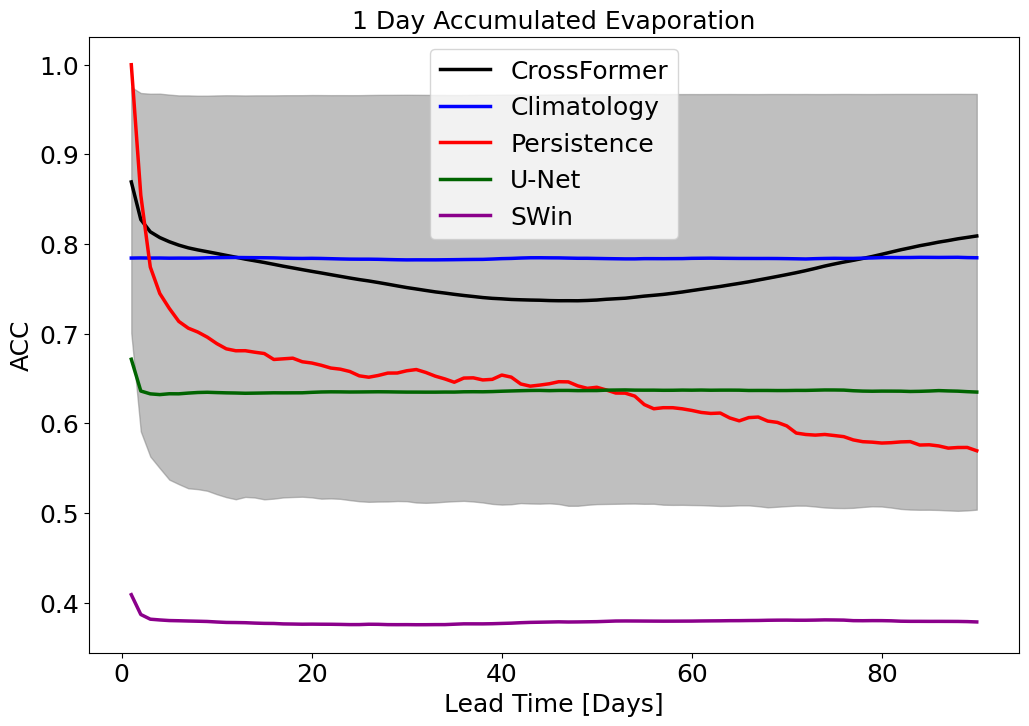 1 Day Accumulated Evaporation
CrossFormer
Climatology
Persistence
U-Net
SWin
ACC
1.0
0.9
0.8
0.7
0.6
0.5
0.4
0
20
40
60
80
Lead Time [Days]